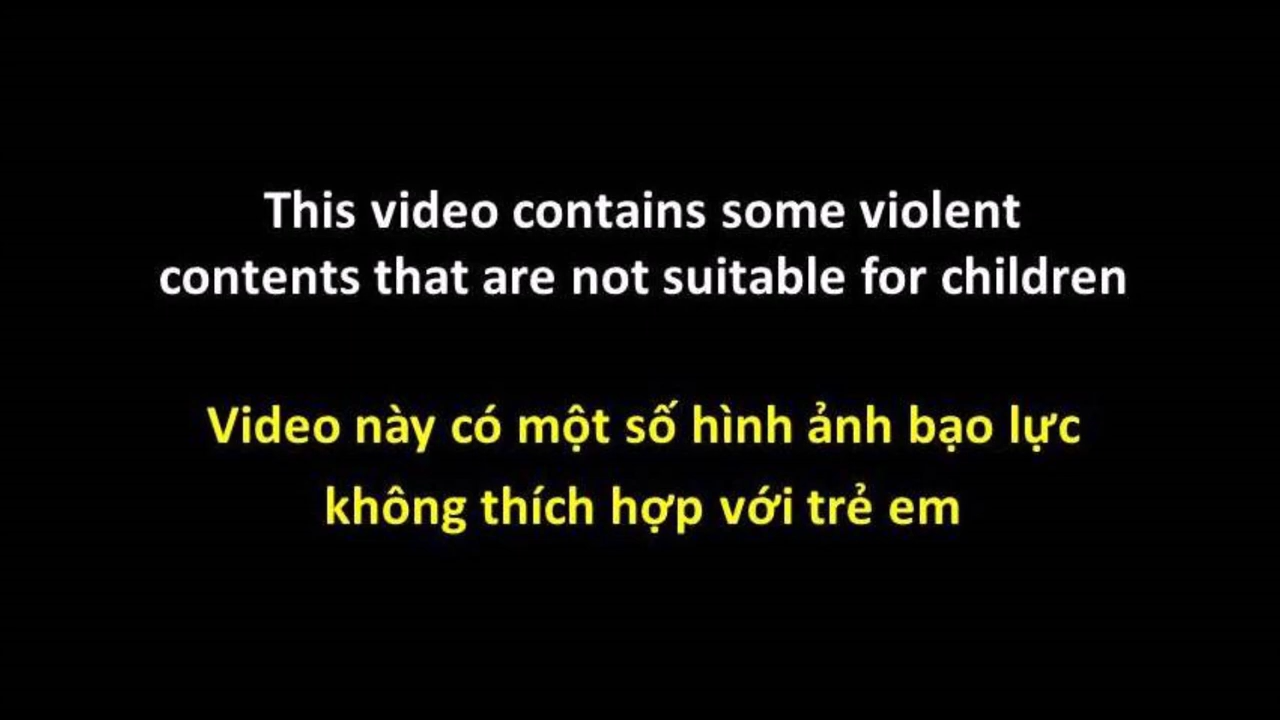 This video contains some violent
contents that are not suitable for children
Video này có một số hình ảnh bạo lực
không thích hợp với trẻ em